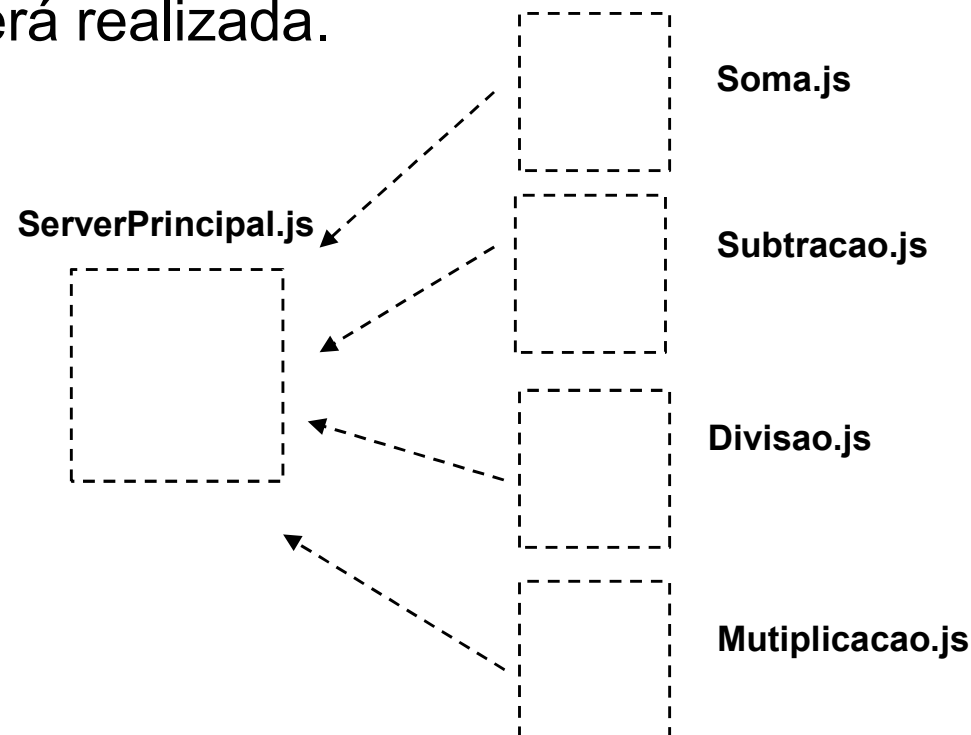 erá realizada.
Soma.js
ServerPrincipal.js
Subtracao.js
Divisao.js
Mutiplicacao.js